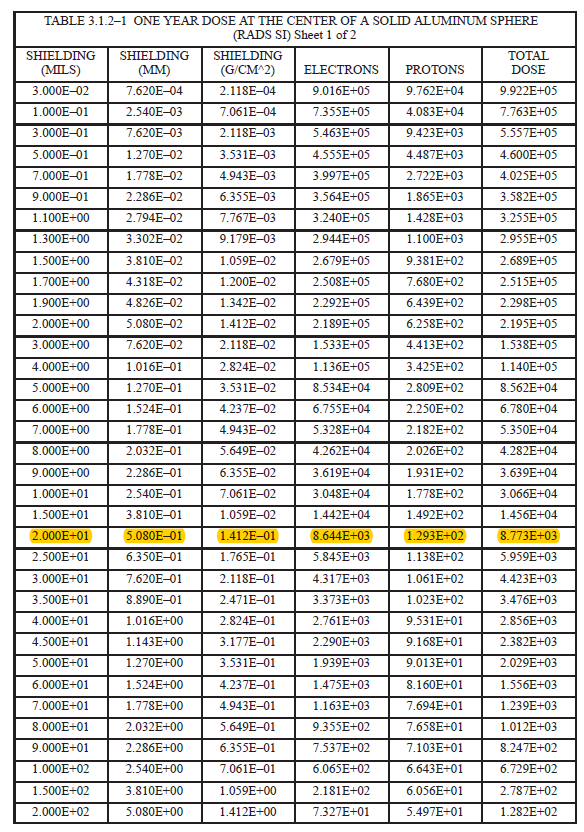 TABLE 3.1.2–1 ONE YEAR DOSE AT THE CENTER OF A SOLID ALUMINUM SPHERE
(RADS SI) Sheet 1 of 2
SHIELDING (MILS) SHIELDING (MM) SHIELDING (G/CM^2) ELECTRONS PROTONS TOTAL DOSE
3.000E–02 7.620E–04 2.118E–04 9.016E+05 9.762E+04 9.922E+05
1.000E–01 2.540E–03 7.061E–04 7.355E+05 4.083E+04 7.763E+05
3.000E–01 7.620E–03 2.118E–03 5.463E+05 9.423E+03 5.557E+05
5.000E–01 1.270E–02 3.531E–03 4.555E+05 4.487E+03 4.600E+05
7.000E–01 1.778E–02 4.943E–03 3.997E+05 2.722E+03 4.025E+05
9.000E–01 2.286E–02 6.355E–03 3.564E+05 1.865E+03 3.582E+05
1.100E+00 2.794E–02 7.767E–03 3.240E+05 1.428E+03 3.255E+05
1.300E+00 3.302E–02 9.179E–03 2.944E+05 1.100E+03 2.955E+05
1.500E+00 3.810E–02 1.059E–02 2.679E+05 9.381E+02 2.689E+05
1.700E+00 4.318E–02 1.200E–02 2.508E+05 7.680E+02 2.515E+05
1.900E+00 4.826E–02 1.342E–02 2.292E+05 6.439E+02 2.298E+05
2.000E+00 5.080E–02 1.412E–02 2.189E+05 6.258E+02 2.195E+05
3.000E+00 7.620E–02 2.118E–02 1.533E+05 4.413E+02 1.538E+05
4.000E+00 1.016E–01 2.824E–02 1.136E+05 3.425E+02 1.140E+05
5.000E+00 1.270E–01 3.531E–02 8.534E+04 2.809E+02 8.562E+04
6.000E+00 1.524E–01 4.237E–02 6.755E+04 2.250E+02 6.780E+04
7.000E+00 1.778E–01 4.943E–02 5.328E+04 2.182E+02 5.350E+04
8.000E+00 2.032E–01 5.649E–02 4.262E+04 2.026E+02 4.282E+04
9.000E+00 2.286E–01 6.355E–02 3.619E+04 1.931E+02 3.639E+04
1.000E+01 2.540E–01 7.061E–02 3.048E+04 1.778E+02 3.066E+04
1.500E+01 3.810E–01 1.059E–02 1.442E+04 1.492E+02 1.456E+04
2.000E+01 5.080E–01 1.412E–01 8.644E+03 1.293E+02 8.773E+03
2.500E+01 6.350E–01 1.765E–01 5.845E+03 1.138E+02 5.959E+03
3.000E+01 7.620E–01 2.118E–01 4.317E+03 1.061E+02 4.423E+03
3.500E+01 8.890E–01 2.471E–01 3.373E+03 1.023E+02 3.476E+03
4.000E+01 1.016E+00 2.824E–01 2.761E+03 9.531E+01 2.856E+03
4.500E+01 1.143E+00 3.177E–01 2.290E+03 9.168E+01 2.382E+03
5.000E+01 1.270E+00 3.531E–01 1.939E+03 9.013E+01 2.029E+03
6.000E+01 1.524E+00 4.237E–01 1.475E+03 8.160E+01 1.556E+03
7.000E+01 1.778E+00 4.943E–01 1.163E+03 7.694E+01 1.239E+03
8.000E+01 2.032E+00 5.649E–01 9.355E+02 7.658E+01 1.012E+03
9.000E+01 2.286E+00 6.355E–01 7.537E+02 7.103E+01 8.247E+02
1.000E+02 2.540E+00 7.061E–01 6.065E+02 6.643E+01 6.729E+02
1.500E+02 3.810E+00 1.059E+00 2.181E+02 6.056E+01 2.787E+02
2.000E+02 5.080E+00 1.412E+00 7.327E+01 5.497E+01 1.282E+02